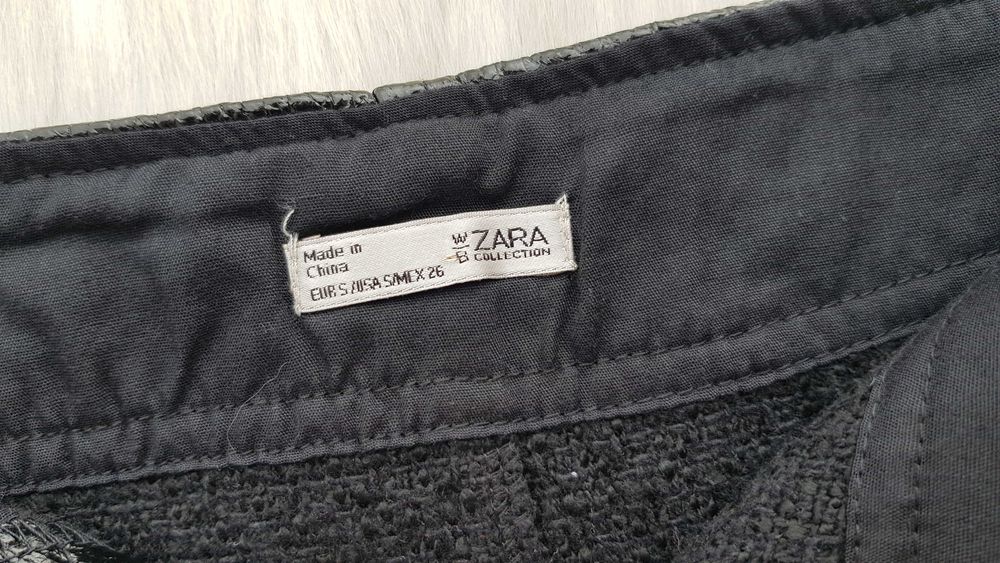 Made in
China
EUR S / USA S / MEX 26
W/B ZARA
COLLECTION